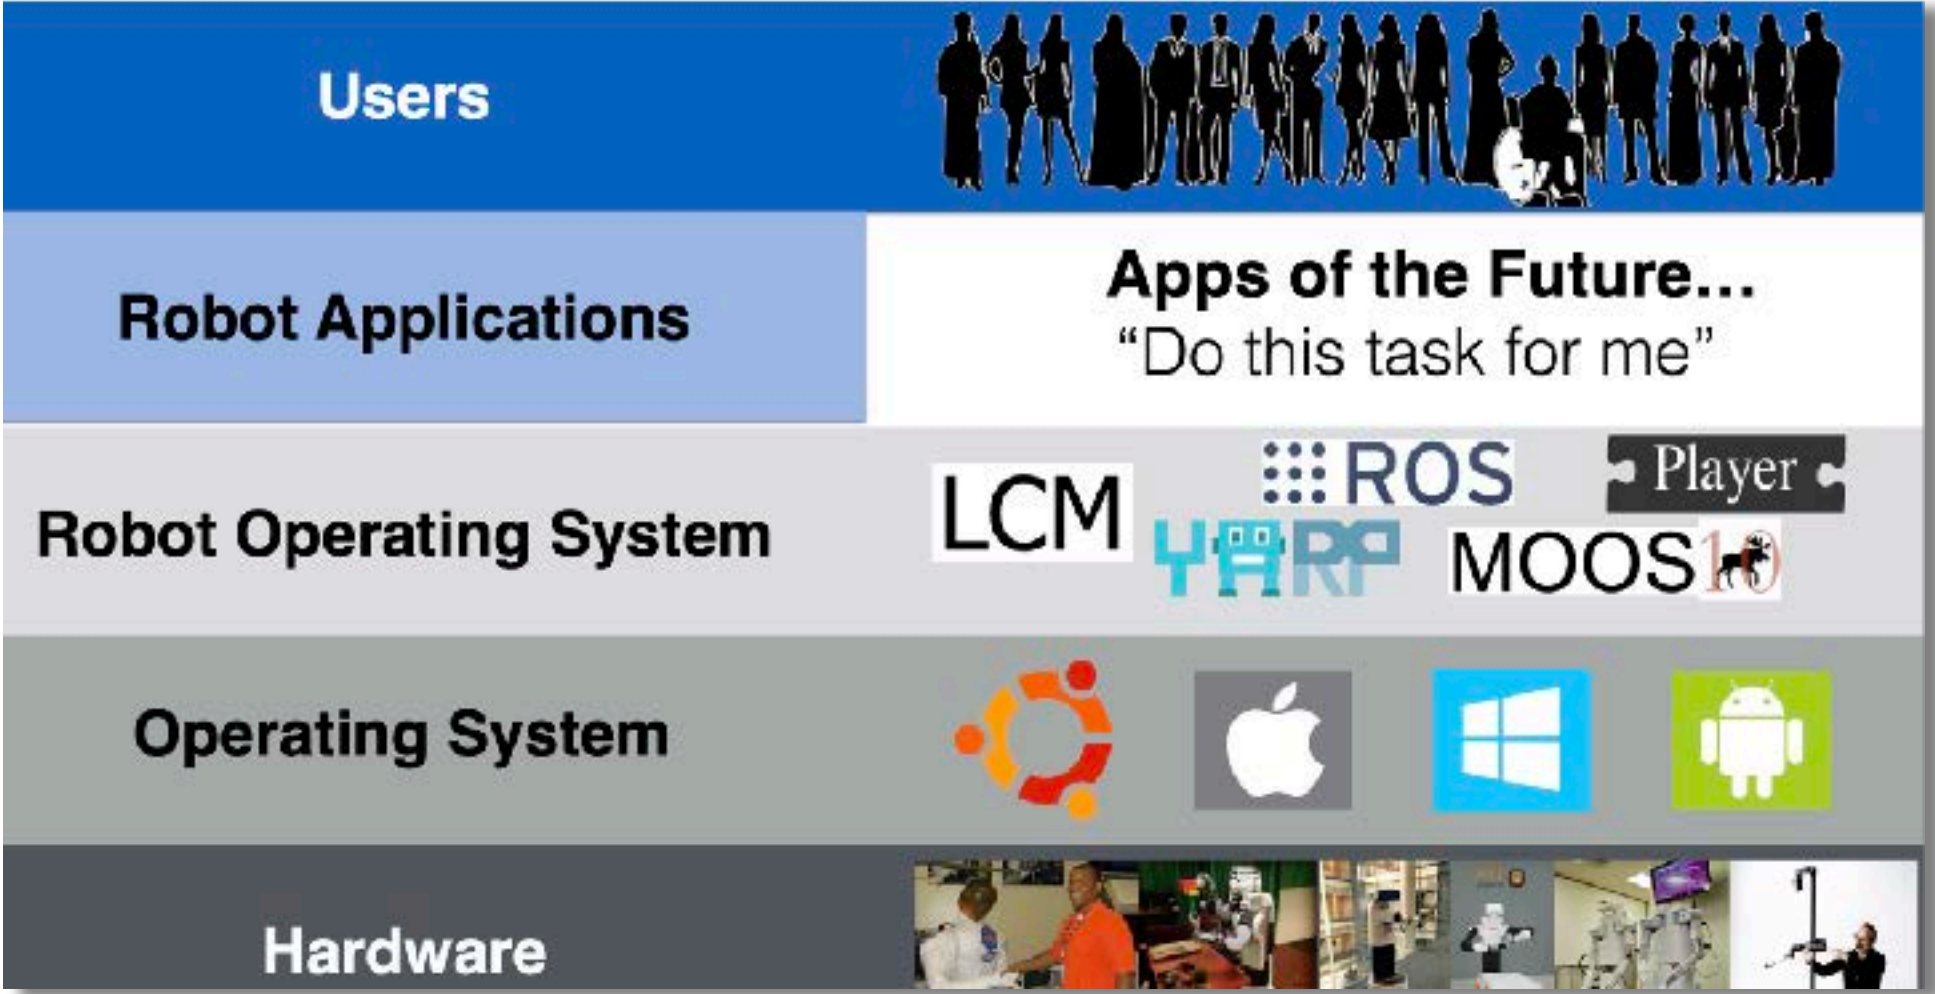 Users
Robot Applications
Apps of the Future...
“Do this task for me”
Robot Operating System
LCM
ROS
Player
YARP
MOOS10
Operating System
Hardware